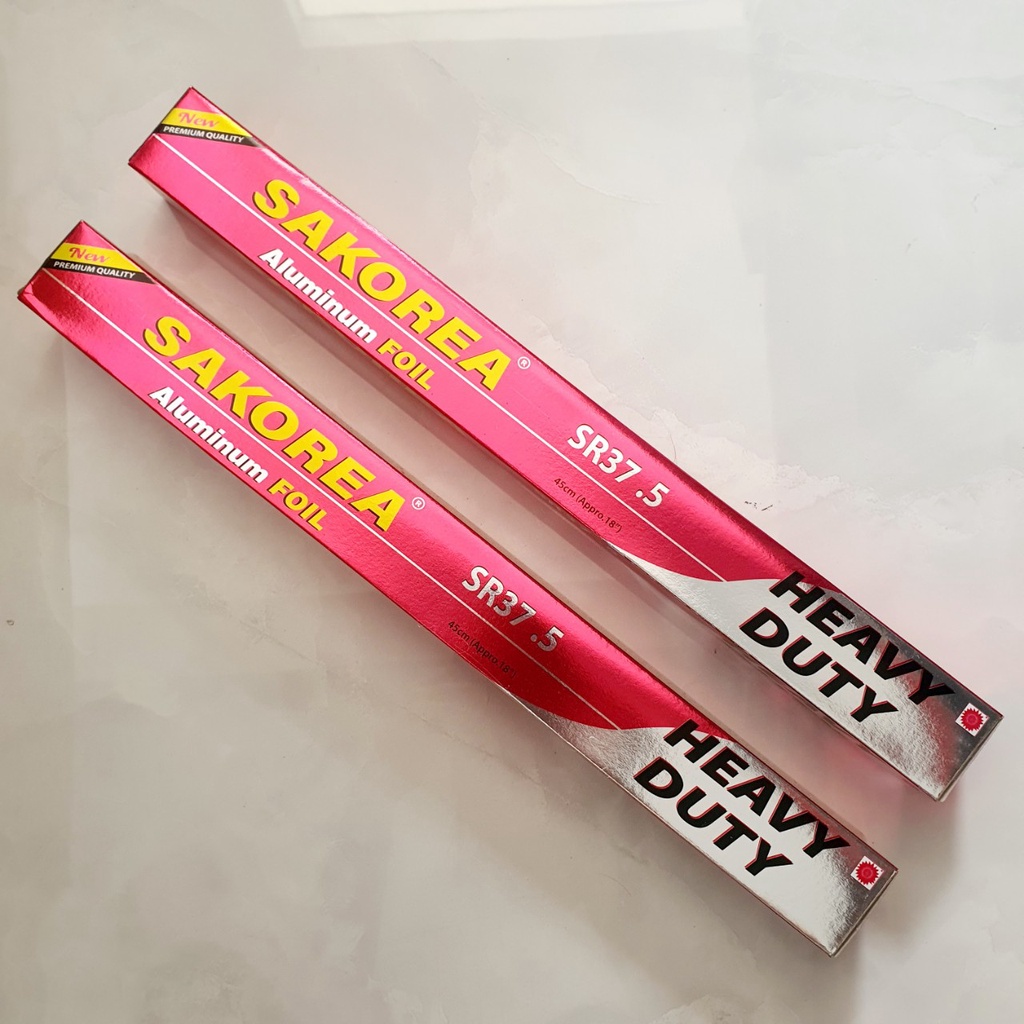 New
PREMIUM QUALITY
SAKOREA®
Aluminum FOIL
SR37.5
45cm (Appro.18")
HEAVY
DUTY
New
PREMIUM QUALITY
SAKOREA®
Aluminum FOIL
SR37.5
45cm (Appro.18")
HEAVY
DUTY